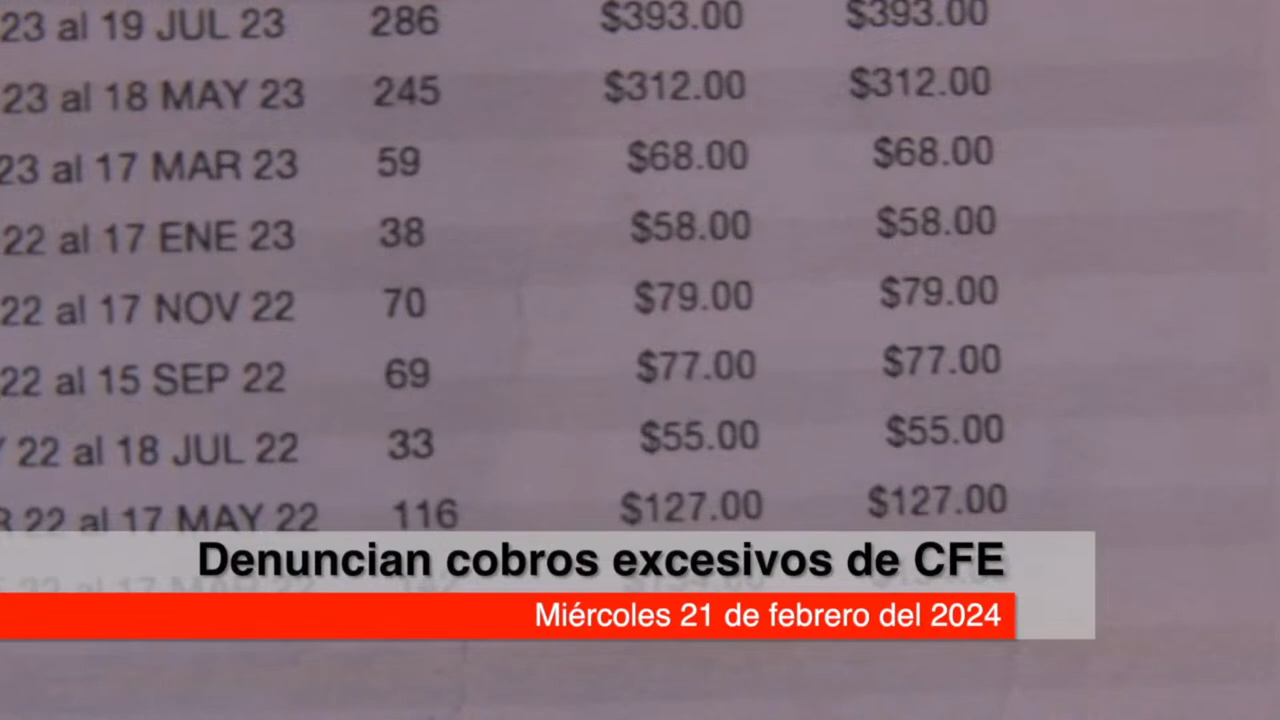 23 al 19 JUL 23 286 $393.00 $393.00
23 al 18 MAY 23 245 $312.00 $312.00
23 al 17 MAR 23 59 $68.00 $68.00
22 al 17 ENE 23 38 $58.00 $58.00
22 al 17 NOV 22 70 $79.00 $79.00
22 al 15 SEP 22 69 $77.00 $77.00
22 al 18 JUL 22 33 $55.00 $55.00
22 al 17 MAY 22 116 $127.00 $127.00
Denuncian cobros excesivos de CFE
Miércoles 21 de febrero del 2024